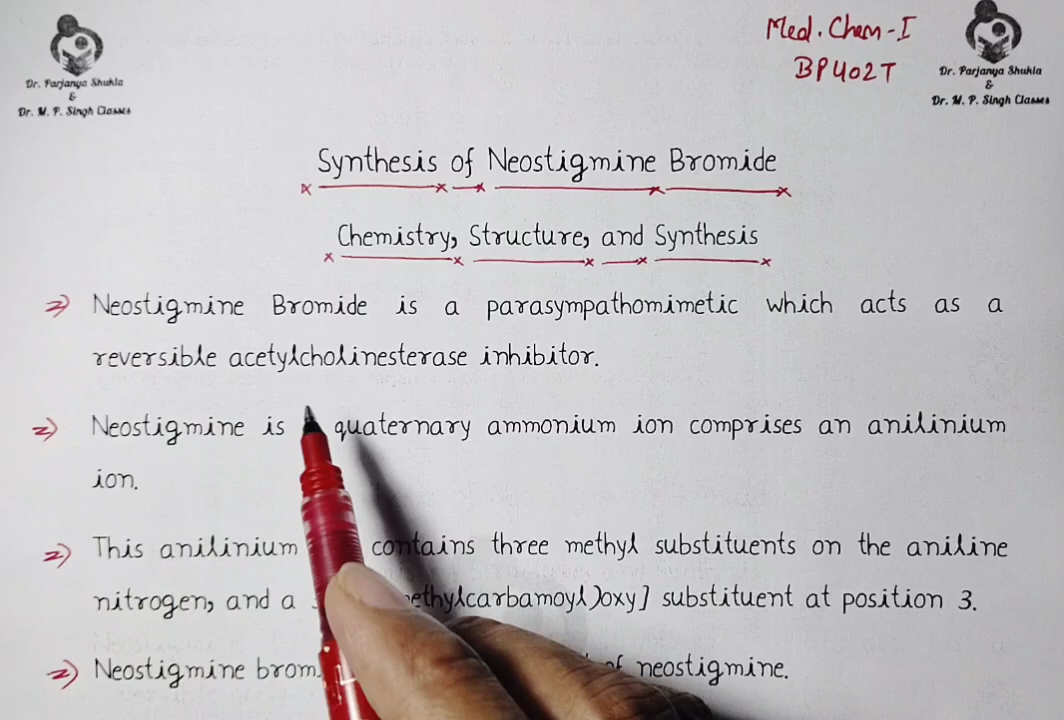 Dr. Parjanya Shukla
&
Dr. M. P. Singh Classes
Med. Chem-I
BP402T
Dr. Parjanya Shukla
&
Dr. M. P. Singh Classes
Synthesis of Neostigmine Bromide
Chemistry, Structure, and Synthesis
Neostigmine Bromide is a parasympathomimetic which acts as a
reversible acetylcholinesterase inhibitor.
Neostigmine is quaternary ammonium ion comprises an anilinium
ion.
This anilinium contains three methyl substituents on the aniline
nitrogen, and a ethylcarbamoyl)oxy] substituent at position 3.
Neostigmine brom of neostigmine.